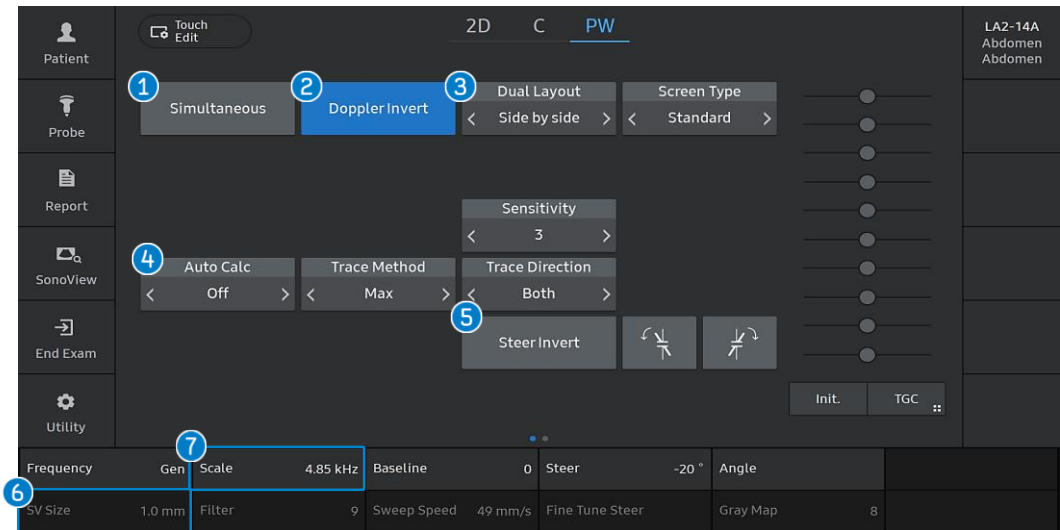 Patient
Touch
Edit
2D C PW
LA2-14A
Abdomen
Abdomen
1
2
3
Simultaneous
Doppler Invert
Dual Layout
< Side by side >
Screen Type
< Standard >
Probe
Report
Sensitivity
< 3 >
SonoView
4
Auto Calc
< Off >
Trace Method
< Max >
Trace Direction
< Both >
5
Steer Invert
End Exam
Init.
TGC
Utility
7
Frequency Gen
Scale 4.85 kHz
Baseline 0
Steer -20 °
Angle
6
SV Size 1.0 mm
Filter 9
Sweep Speed 49 mm/s
Fine Tune Steer
Gray Map 8